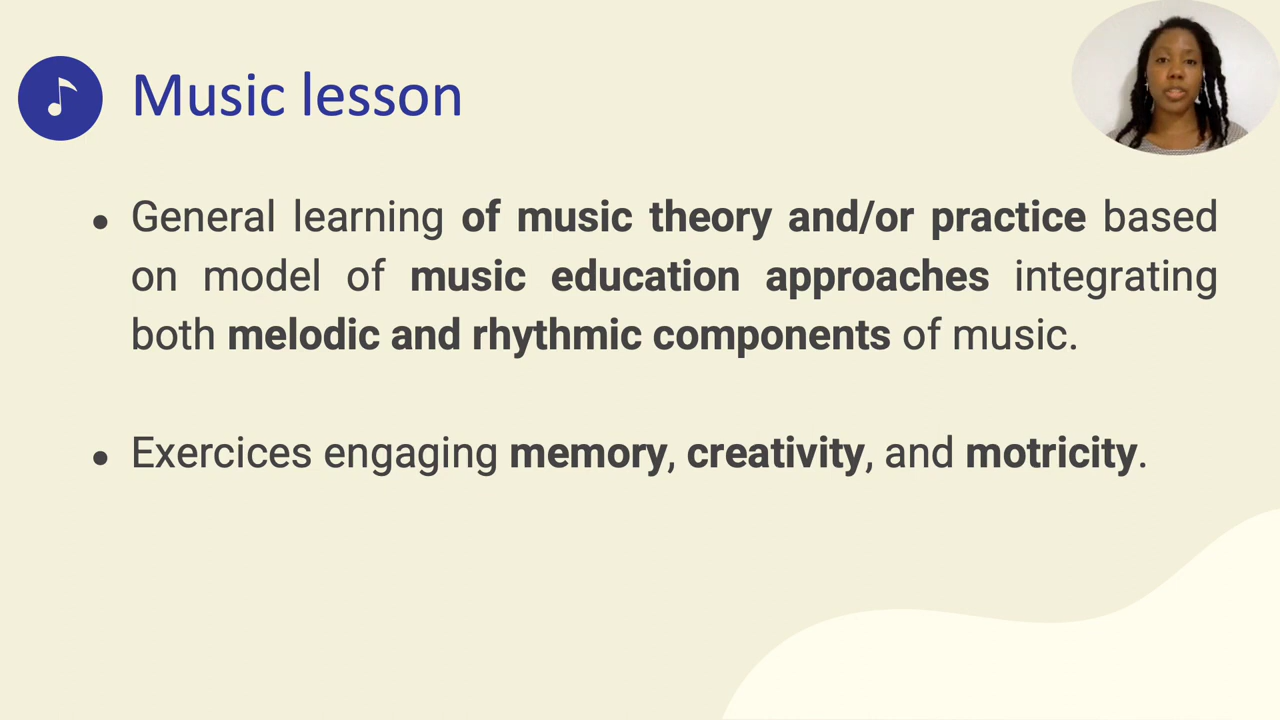 Music lesson
• General learning of music theory and/or practice based
on model of music education approaches integrating
both melodic and rhythmic components of music.
• Exercices engaging memory, creativity, and motricity.